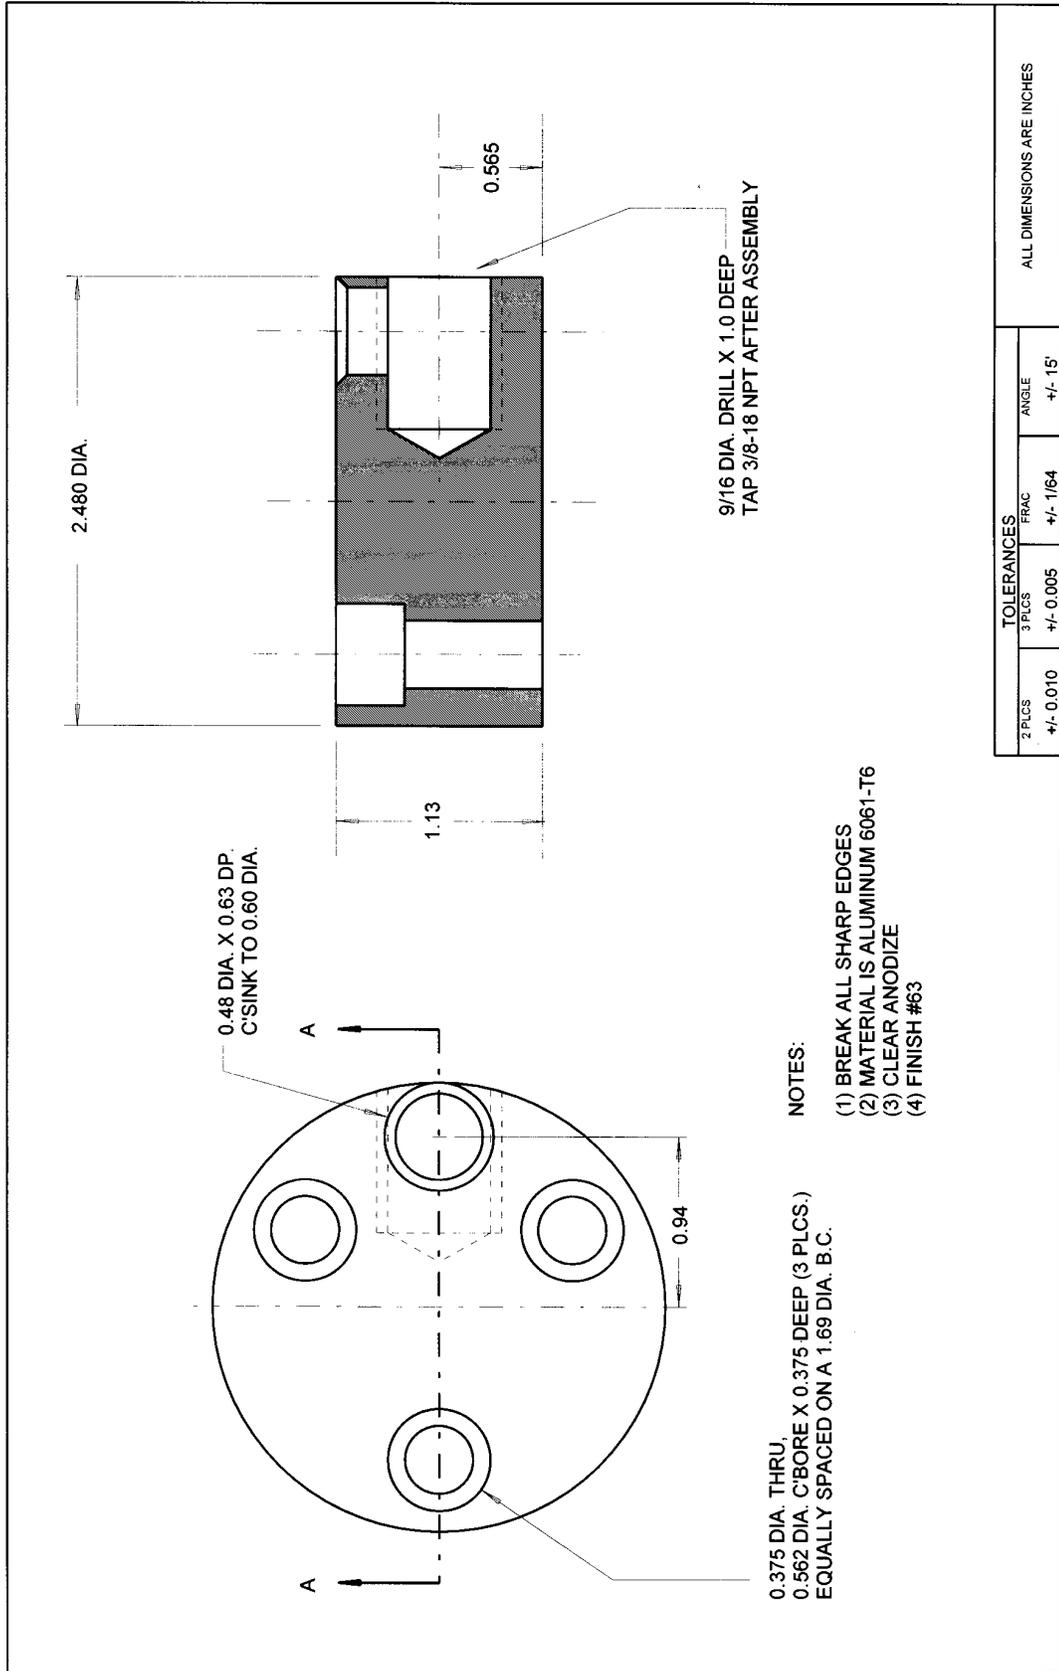 0.48 DIA. X 0.63 DP.
C'SINK TO 0.60 DIA.
A
A
0.94
0.375 DIA. THRU,
0.562 DIA. C'BORE X 0.375 DEEP (3 PLCS.)
EQUALLY SPACED ON A 1.69 DIA. B.C.
2.480 DIA.
1.13
0.565
9/16 DIA. DRILL X 1.0 DEEP
TAP 3/8-18 NPT AFTER ASSEMBLY
NOTES:
(1) BREAK ALL SHARP EDGES
(2) MATERIAL IS ALUMINUM 6061-T6
(3) CLEAR ANODIZE
(4) FINISH #63
TOLERANCES
2 PLCS 3 PLCS FRAC ANGLE
+/- 0.010 +/- 0.005 +/- 1/64 +/- 15'
ALL DIMENSIONS ARE INCHES